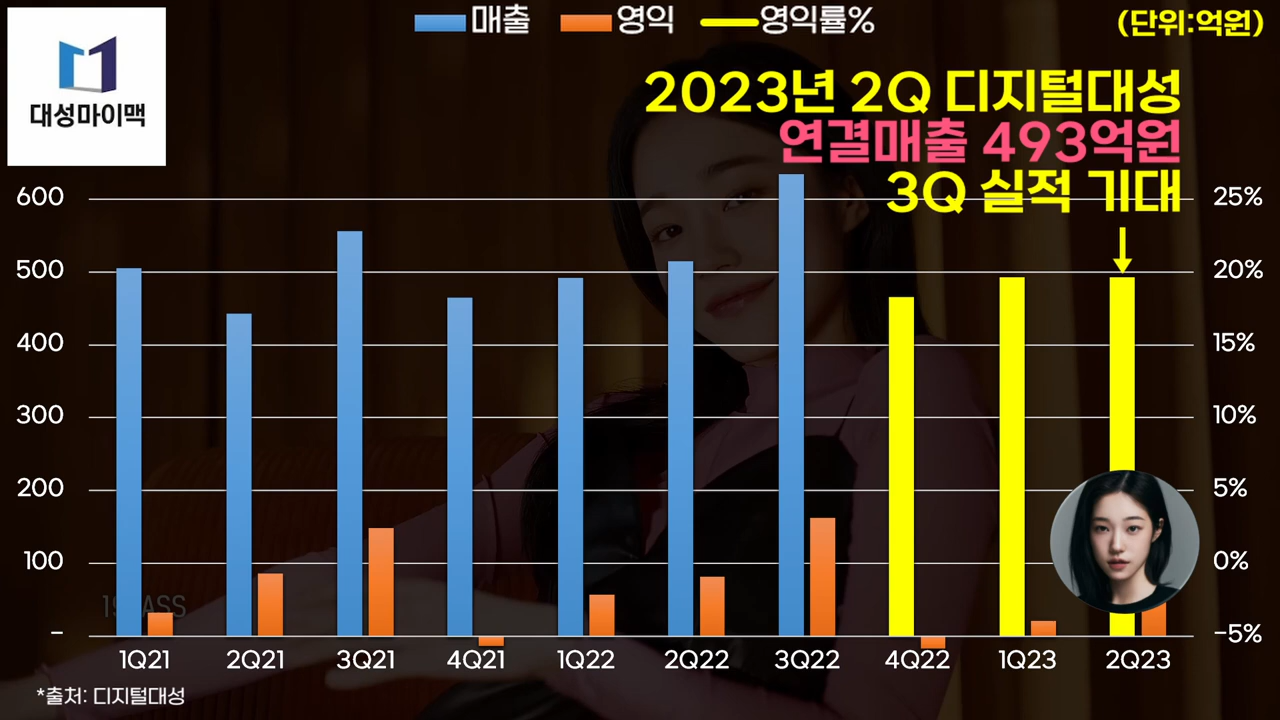 매출 영익 영익률%
(단위:억원)
대성마이맥
2023년 2Q 디지털대성
연결매출 493억원
3Q 실적 기대
600 25%
500 20%
400 15%
300 10%
200 5%
100 0%
– -5%
1Q21 2Q21 3Q21 4Q21 1Q22 2Q22 3Q22 4Q22 1Q23 2Q23
*출처: 디지털대성